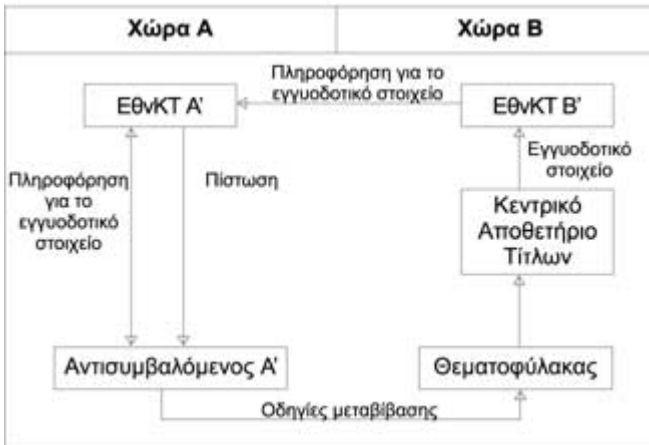 Χώρα Α
Χώρα Β
Πληροφόρηση για το
εγγυοδοτικό στοιχείο
ΕθνΚΤ Α'
ΕθνΚΤ Β'
Πληροφόρηση
για το
εγγυοδοτικό
στοιχείο
Πίστωση
Εγγυοδοτικό
στοιχείο
Κεντρικό
Αποθετήριο
Τίτλων
Αντισυμβαλόμενος Α'
Θεματοφύλακας
Οδηγίες μεταβίβασης